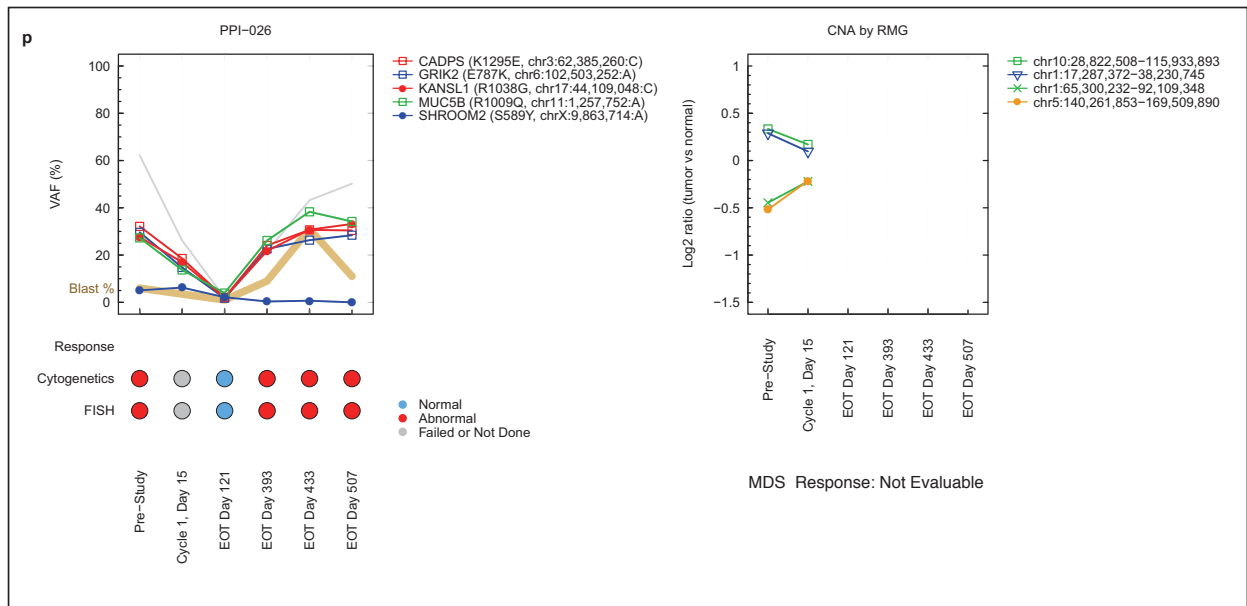 p
PPI−026
CNA by RMG
VAF (%)
100
80
60
40
20
0
Blast %
CADPS (K1295E, chr3:62,385,260:C)
GRIK2 (E787K, chr6:102,503,252:A)
KANSL1 (R1038G, chr17:44,109,048:C)
MUC5B (R1009Q, chr11:1,257,752:A)
SHROOM2 (S589Y, chrX:9,863,714:A)
Log2 ratio (tumor vs normal)
1
0.5
0
−0.5
−1
−1.5
chr10:28,822,508−115,933,893
chr1:17,287,372−38,230,745
chr1:65,300,232−92,109,348
chr5:140,261,853−169,509,890
Response
Cytogenetics
FISH
Normal
Abnormal
Failed or Not Done
Pre−Study
Cycle 1, Day 15
EOT Day 121
EOT Day 393
EOT Day 433
EOT Day 507
Pre−Study
Cycle 1, Day 15
EOT Day 121
EOT Day 393
EOT Day 433
EOT Day 507
MDS Response: Not Evaluable